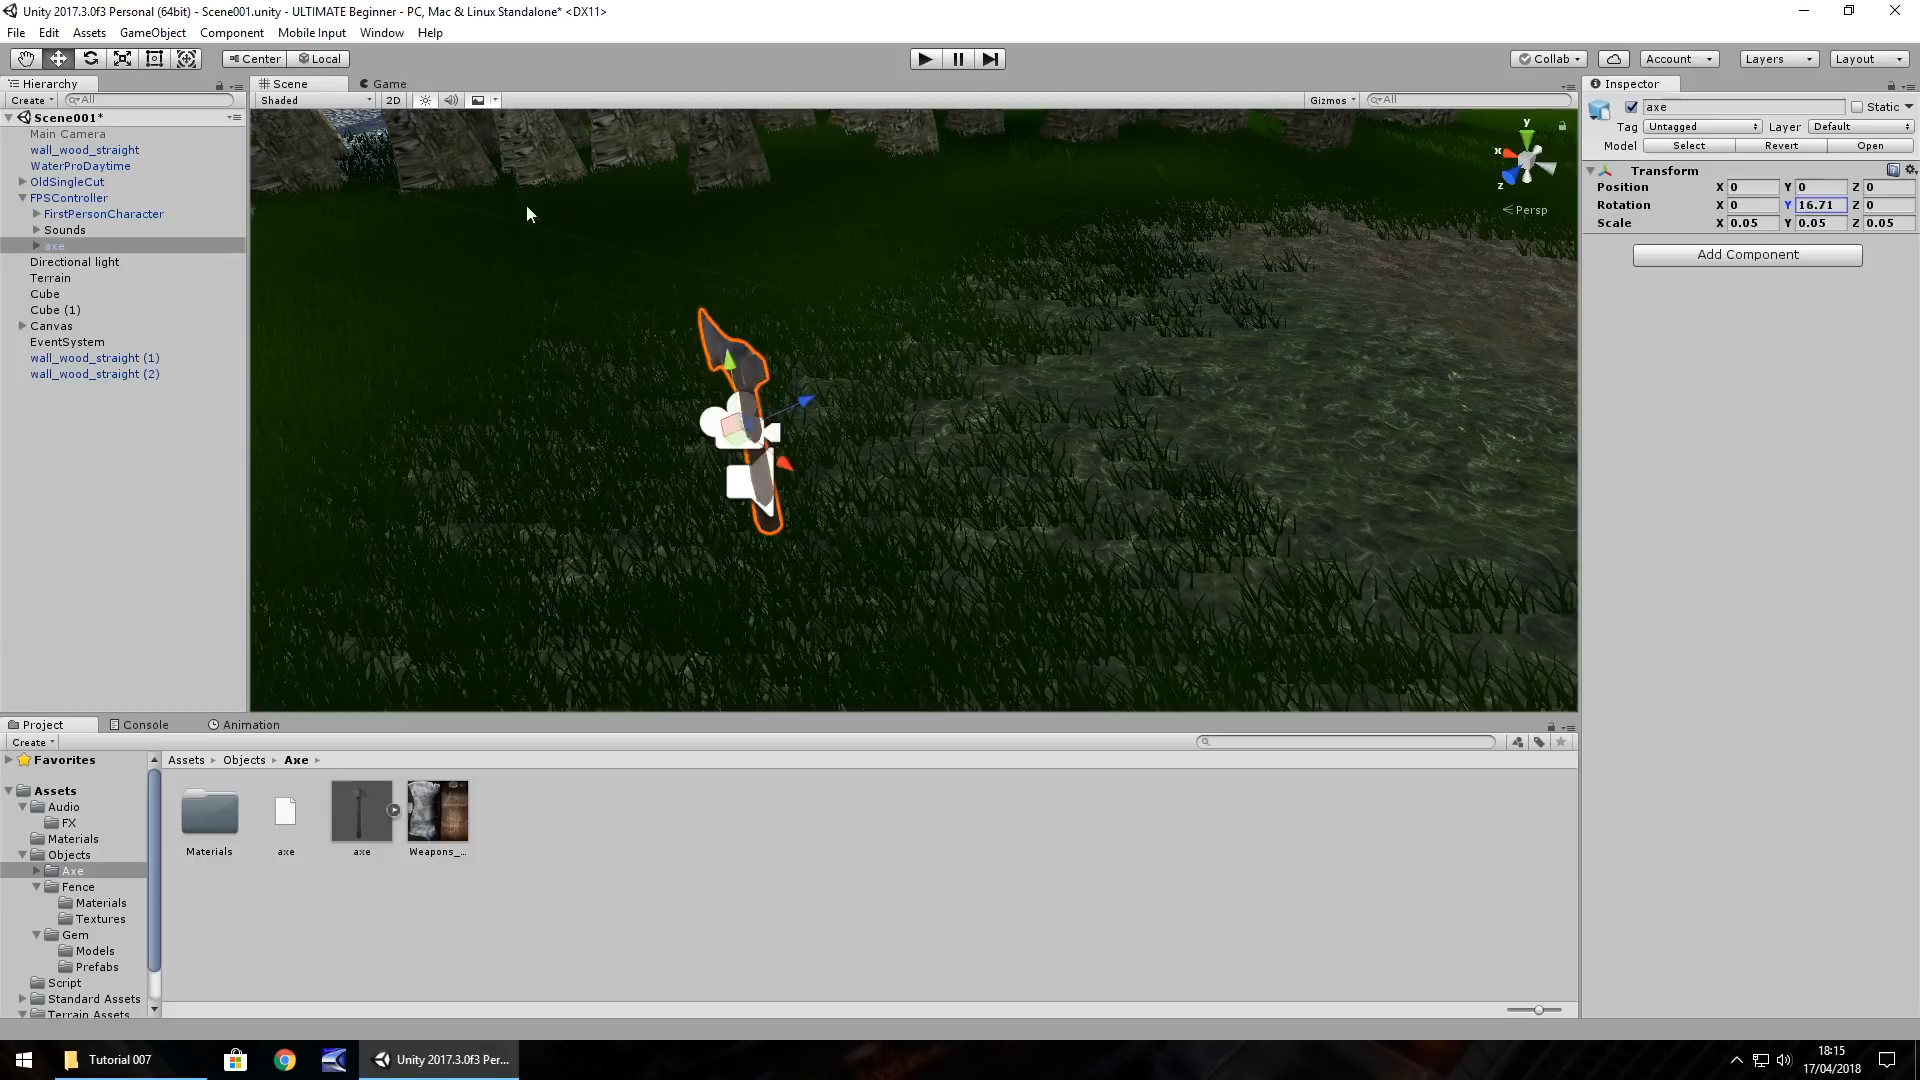 Unity 2017.3.0f3 Personal (64bit) - Scene001.unity - ULTIMATE Beginner - PC, Mac & Linux Standalone* <DX11>
File Edit Assets GameObject Component Mobile Input Window Help
Center Local Collab Account Layers Layout
Hierarchy
Create All
Scene001*
Main Camera
wall_wood_straight
WaterProDaytime
OldSingleCut
FPSController
FirstPersonCharacter
Sounds
axe
Directional light
Terrain
Cube
Cube (1)
Canvas
EventSystem
wall_wood_straight (1)
wall_wood_straight (2)
Scene Game
Shaded 2D Gizmos All
y
x
z
Persp
Inspector
axe Static
Tag Untagged Layer Default
Model Select Revert Open
Transform
Position X 0 Y 0 Z 0
Rotation X 0 Y 16.71 Z 0
Scale X 0.05 Y 0.05 Z 0.05
Add Component
Project Console Animation
Create
Favorites
Assets
Audio
FX
Materials
Objects
Axe
Fence
Materials
Textures
Gem
Models
Prefabs
Script
Standard Assets
Terrain Assets
Assets Objects Axe
Materials axe axe Weapons_...
Tutorial 007 Unity 2017.3.0f3 Per...
18:15
17/04/2018